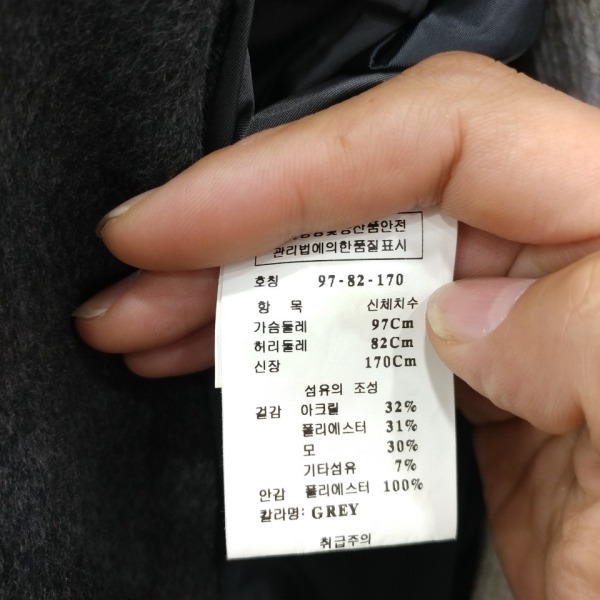 관리법에의한품질표시
호칭 97-82-170
항 목 신체치수
가슴둘레 97Cm
허리둘레 82Cm
신장 170Cm
섬유의 조성
겉감 아크릴 32%
폴리에스터 31%
모 30%
기타섬유 7%
안감 폴리에스터 100%
칼라명: GREY
취급주의